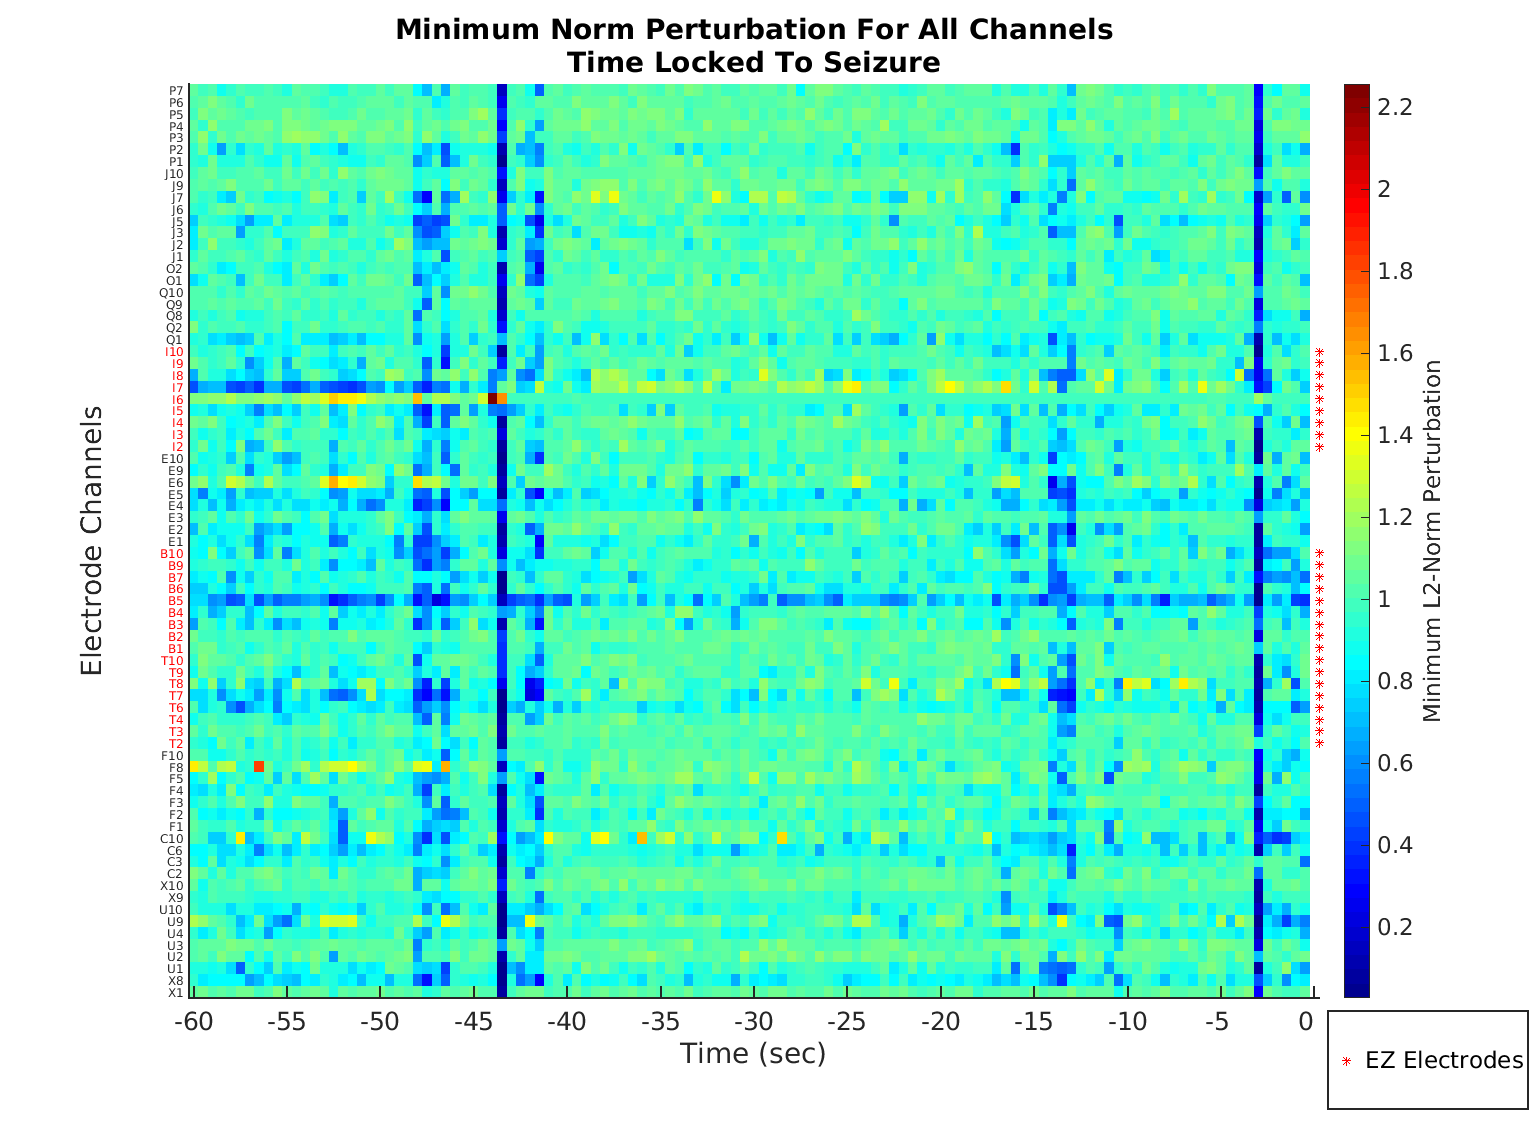 Minimum Norm Perturbation For All Channels
Time Locked To Seizure
Electrode Channels
P7
P6
P5
P4
P3
P2
P1
J10
J9
J7
J6
J5
J3
J2
J1
O2
O1
Q10
Q9
Q8
Q2
Q1
I10
I9
I8
I7
I6
I5
I4
I3
I2
E10
E9
E6
E5
E4
E3
E2
E1
B10
B9
B7
B6
B5
B4
B3
B2
B1
T10
T9
T8
T7
T6
T4
T3
T2
F10
F8
F5
F4
F3
F2
F1
C10
C6
C3
C2
X10
X9
U10
U9
U4
U3
U2
U1
X8
X1
-60 -55 -50 -45 -40 -35 -30 -25 -20 -15 -10 -5 0
Time (sec)
2.2
2
1.8
1.6
1.4
1.2
1
0.8
0.6
0.4
0.2
Minimum L2-Norm Perturbation
EZ Electrodes